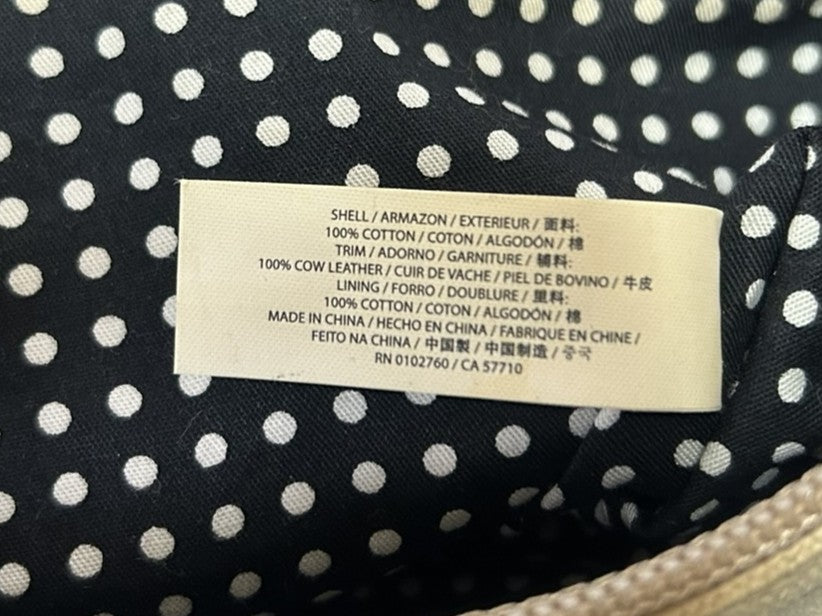 SHELL / ARMAZON / EXTERIEUR / 面料:
100% COTTON / COTON / ALGODÓN / 棉
TRIM / ADORNO / GARNITURE / 辅料:
100% COW LEATHER / CUIR DE VACHE / PIEL DE BOVINO / 牛皮
LINING / FORRO / DOUBLURE / 里料:
100% COTTON / COTON / ALGODÓN / 棉
MADE IN CHINA / HECHO EN CHINA / FABRIQUE EN CHINE /
FEITO NA CHINA / 中国製 / 中国制造 / 중국
RN 0102760 / CA 57710